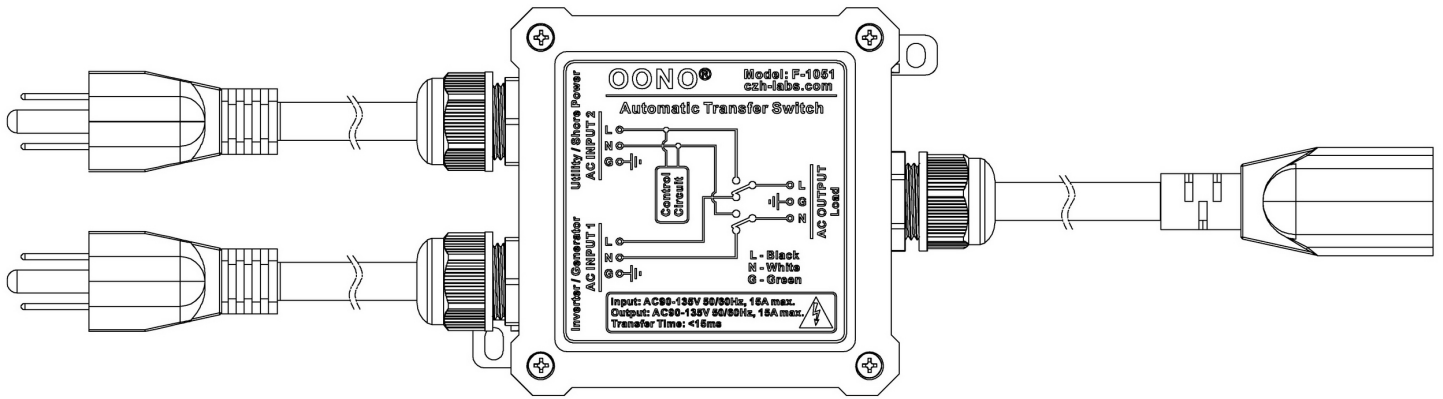 OONO®
Model: F-1051
czh-labs.com
Automatic Transfer Switch
Utility / Shore Power
AC INPUT 2
L
N
G
Control
Circuit
L
G
N
AC OUTPUT
Load
Inverter / Generator
AC INPUT 1
L
N
G
L - Black
N - White
G - Green
Input: AC90-135V 50/60Hz, 15A max.
Output: AC90-135V 50/60Hz, 15A max.
Transfer Time: <15ms